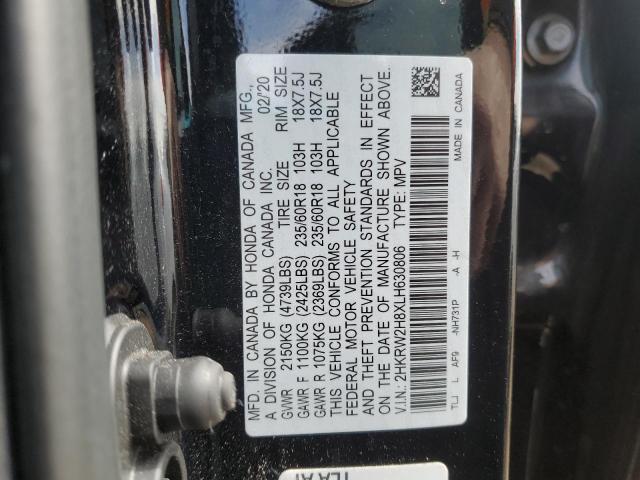 MFD. IN CANADA BY HONDA OF CANADA MFG.,
A DIVISION OF HONDA CANADA INC. 02/20
GVWR 2150KG (4739LBS) TIRE SIZE RIM SIZE
GAWR F 1100KG (2425LBS) 235/60R18 103H 18X7.5J
GAWR R 1075KG (2369LBS) 235/60R18 103H 18X7.5J
THIS VEHICLE CONFORMS TO ALL APPLICABLE
FEDERAL MOTOR VEHICLE SAFETY
AND THEFT PREVENTION STANDARDS IN EFFECT
ON THE DATE OF MANUFACTURE SHOWN ABOVE.
V.I.N.: 2HKRW2H8XLH630806 TYPE: MPV
TLJ L AF9 -NH731P -A -H MADE IN CANADA